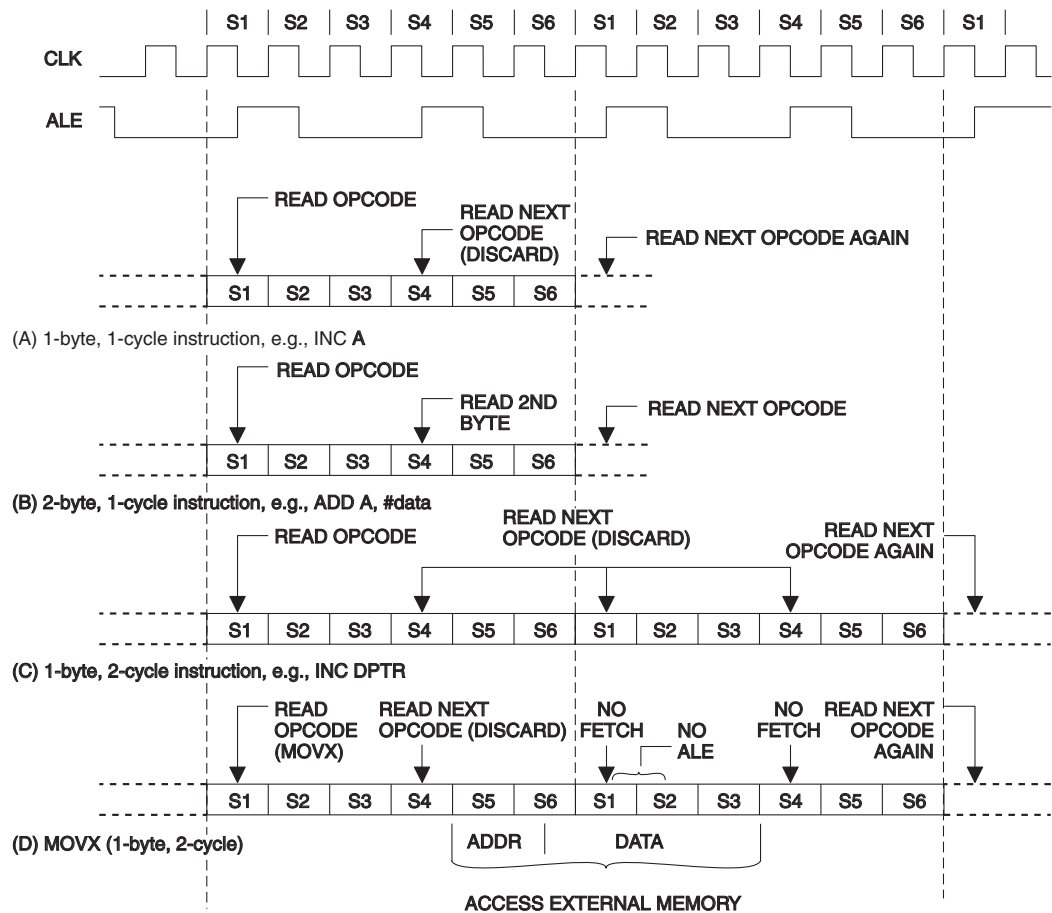 S1 S2 S3 S4 S5 S6 S1 S2 S3 S4 S5 S6 S1
CLK
ALE
READ OPCODE
READ NEXT
OPCODE
(DISCARD)
READ NEXT OPCODE AGAIN
S1 S2 S3 S4 S5 S6
(A) 1-byte, 1-cycle instruction, e.g., INC A
READ OPCODE
READ 2ND
BYTE
READ NEXT OPCODE
S1 S2 S3 S4 S5 S6
(B) 2-byte, 1-cycle instruction, e.g., ADD A, #data
READ OPCODE
READ NEXT
OPCODE (DISCARD)
READ NEXT
OPCODE AGAIN
S1 S2 S3 S4 S5 S6 S1 S2 S3 S4 S5 S6
(C) 1-byte, 2-cycle instruction, e.g., INC DPTR
READ
OPCODE
(MOVX)
READ NEXT
OPCODE (DISCARD)
NO
FETCH
NO
ALE
NO
FETCH
READ NEXT
OPCODE
AGAIN
S1 S2 S3 S4 S5 S6 S1 S2 S3 S4 S5 S6
(D) MOVX (1-byte, 2-cycle)
ADDR DATA
ACCESS EXTERNAL MEMORY